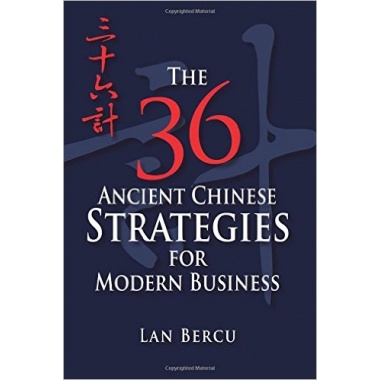 三十六計
THE
36
ANCIENT CHINESE
STRATEGIES
FOR
MODERN BUSINESS
LAN BERCU
計